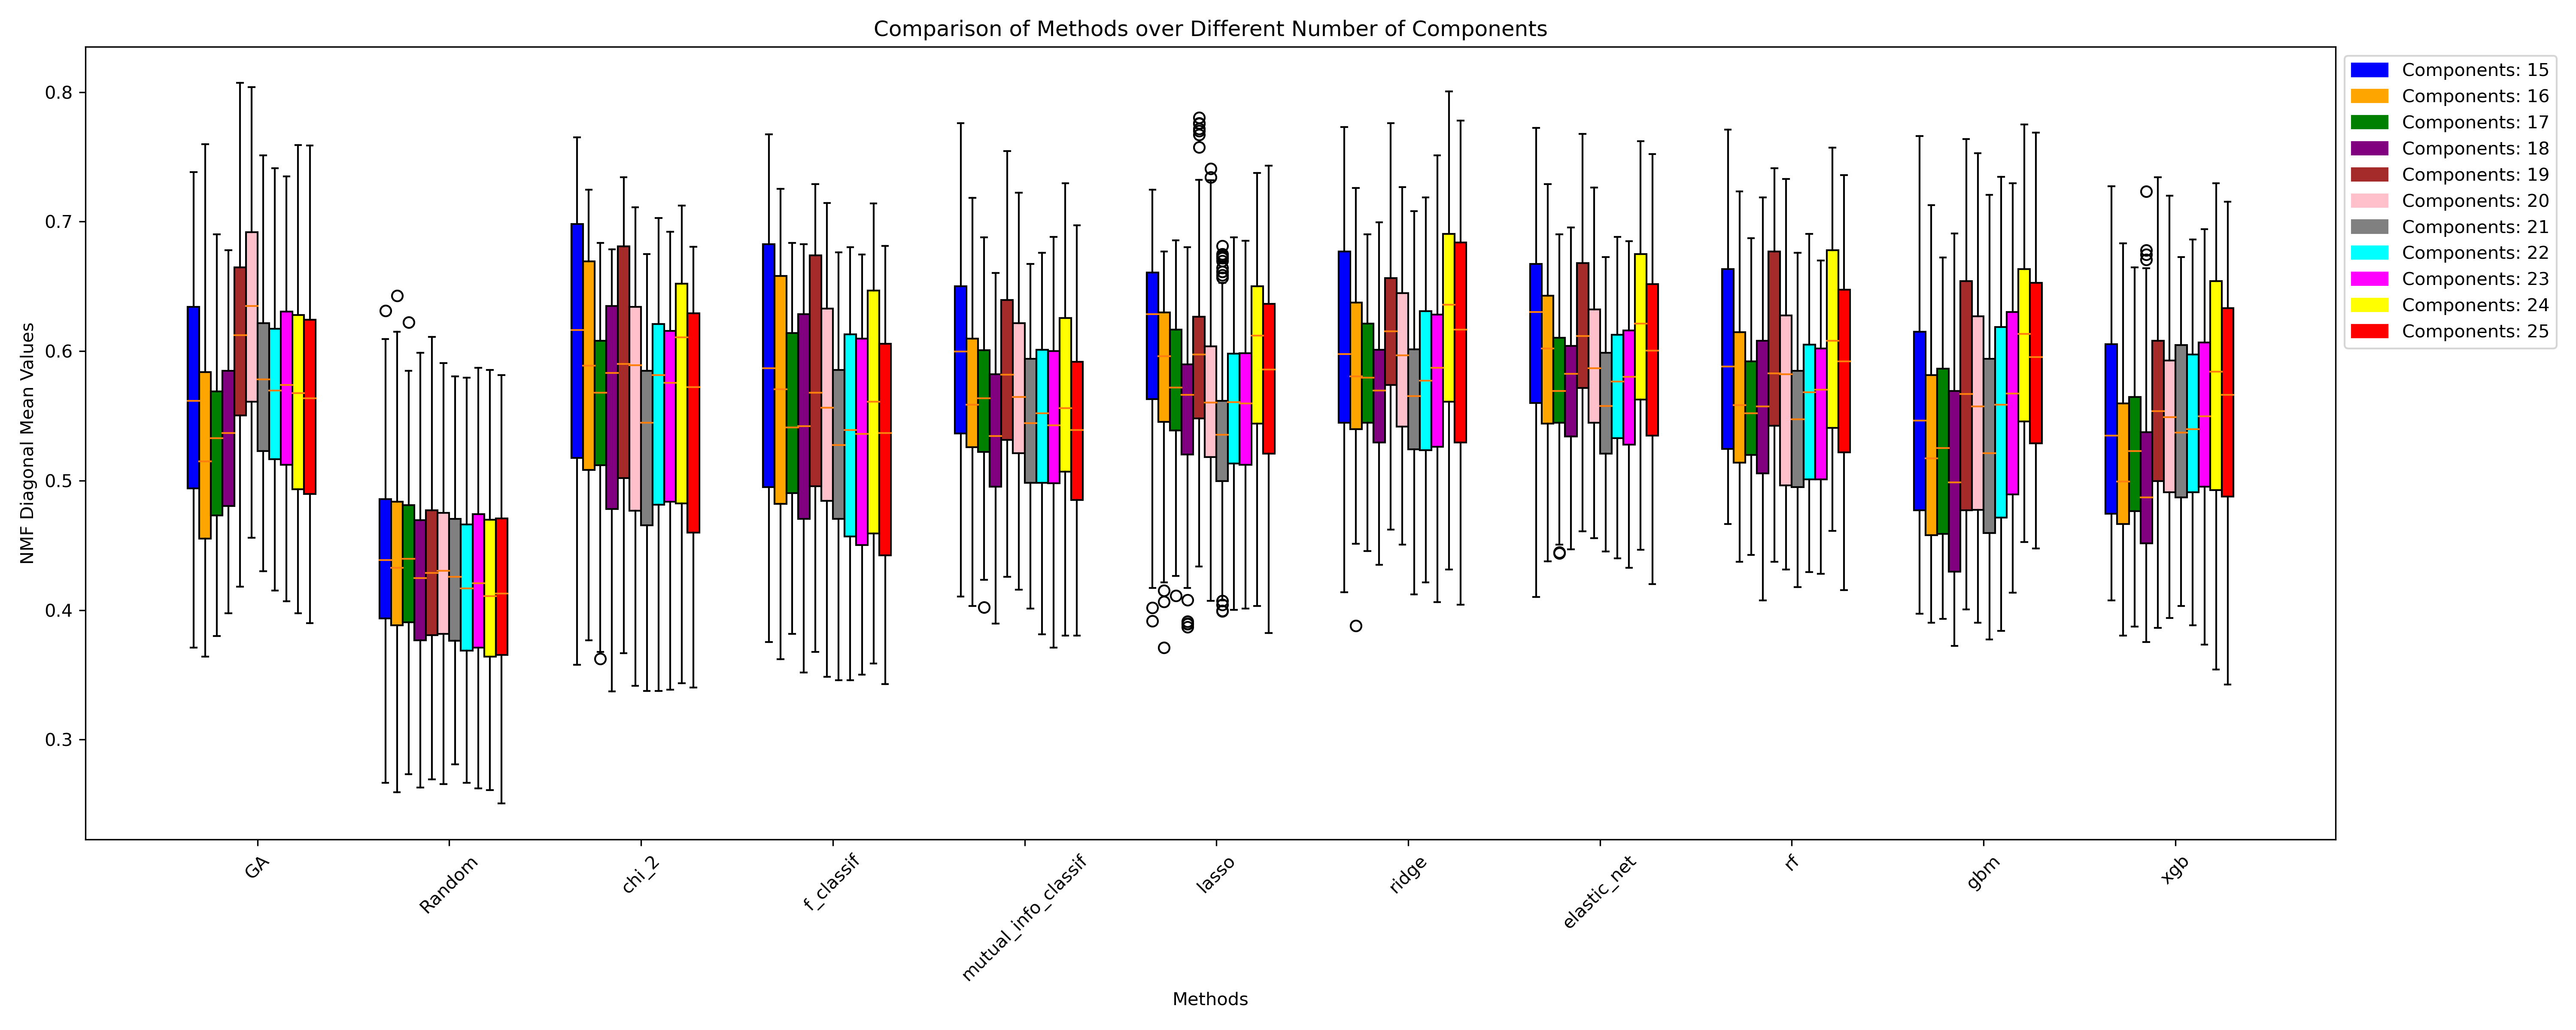 Comparison of Methods over Different Number of Components
NMF Diagonal Mean Values
0.8
0.7
0.6
0.5
0.4
0.3
GA
Random
chi_2
f_classif
mutual_info_classif
lasso
ridge
elastic_net
rf
gbm
xgb
Methods
Components: 15
Components: 16
Components: 17
Components: 18
Components: 19
Components: 20
Components: 21
Components: 22
Components: 23
Components: 24
Components: 25